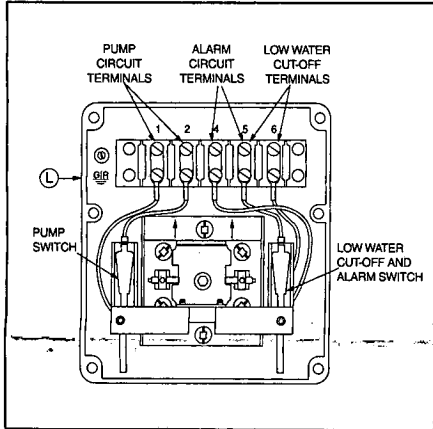 PUMP
CIRCUIT
TERMINALS
ALARM
CIRCUIT
TERMINALS
LOW WATER
CUT-OFF
TERMINALS
1 2 4 5 6
L
GR
PUMP
SWITCH
LOW WATER
CUT-OFF AND
ALARM SWITCH